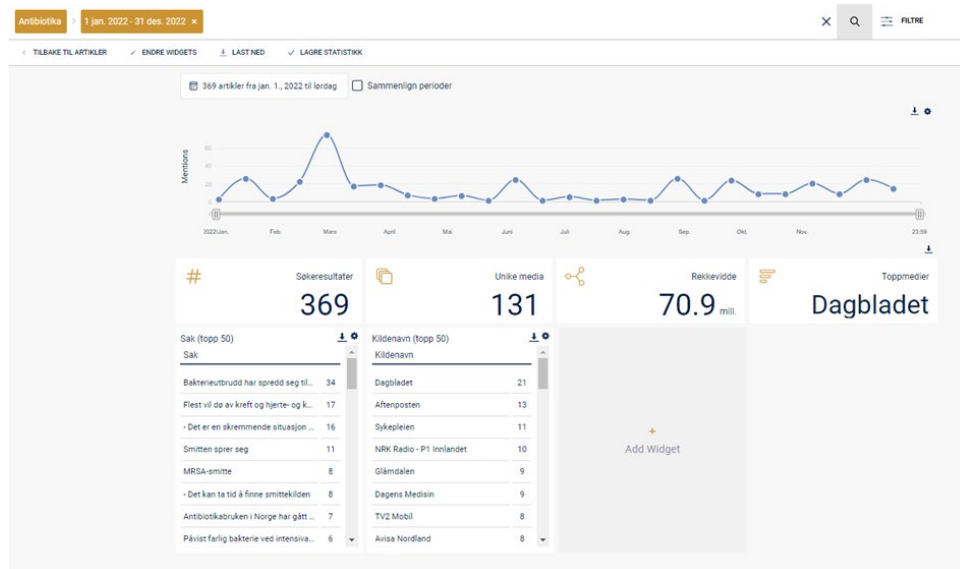 Antibiotika > 1 jan. 2022 - 31 des. 2022 ×
FILTRE
TILBAKE TIL ARTIKLER ENDRE WIDGETS LAST NED LAGRE STATISTIKK
369 artikler fra jan. 1., 2022 til lørdag Sammenlign perioder
Mentions
60
40
20
0
2022/Jan. Feb. Mars April Mai Juni Juli Aug. Sep. Okt. Nov. 23:59
# Søkeresultater
369
Unike media
131
Rekkevidde
70.9 mill.
Toppmedier
Dagbladet
Sak (topp 50)
Sak
Bakterieutbrudd har spredd seg til... 34
Flest vil dø av kreft og hjerte- og k... 17
- Det er en skremmende situasjon ... 16
Smitten sprer seg 11
MRSA-smitte 8
- Det kan ta tid å finne smittekilden 8
Antibiotikabruken i Norge har gått ... 7
Påvist farlig bakterie ved intensiva... 6
Kildenavn (topp 50)
Kildenavn
Dagbladet 21
Aftenposten 13
Sykepleien 11
NRK Radio - P1 Innlandet 10
Glåmdalen 9
Dagens Medisin 9
TV2 Mobil 8
Avisa Nordland 8
+
Add Widget